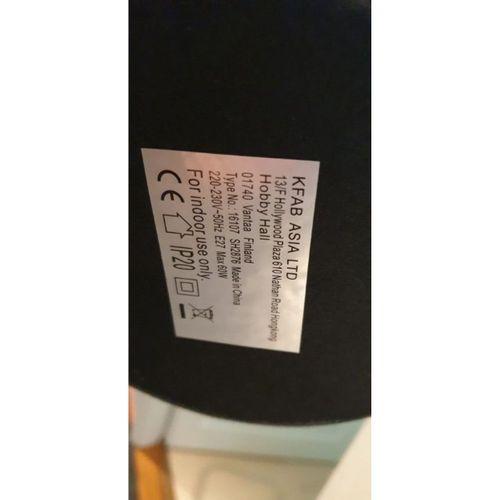 KFAB ASIA LTD
13/F Hollywood Plaza 610 Nathan Road Hongkong
Hobby Hall
01740 Vantaa Finland
Type No.: 16107 SH2876 Made in China
220-230V~50Hz E27 Max 60W
For indoor use only.
CE IP20